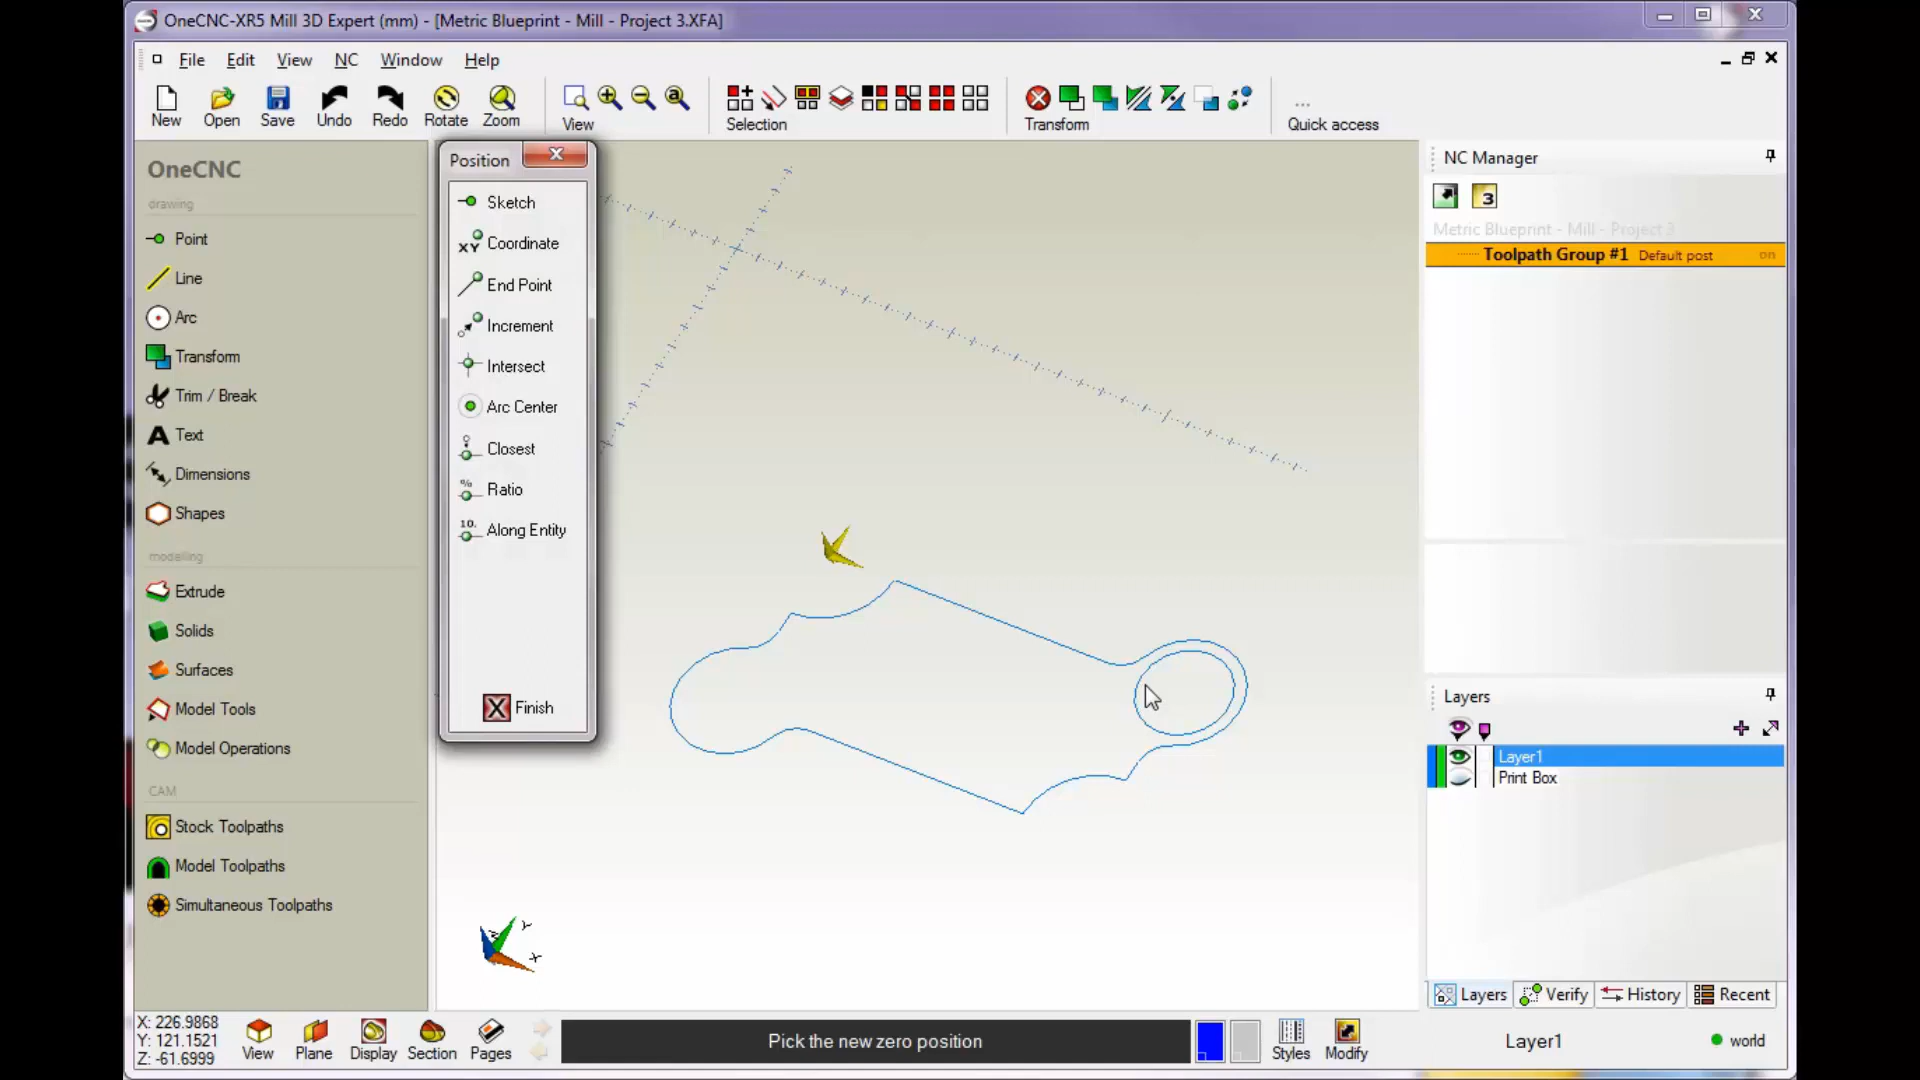 OneCNC-XR5 Mill 3D Expert (mm) - [Metric Blueprint - Mill - Project 3.XFA]
File Edit View NC Window Help
New Open Save Undo Redo Rotate Zoom View Selection Transform ... Quick access
OneCNC
drawing
Point
Line
Arc
Transform
Trim / Break
Text
Dimensions
Shapes
modelling
Extrude
Solids
Surfaces
Model Tools
Model Operations
CAM
Stock Toolpaths
Model Toolpaths
Simultaneous Toolpaths
Position
Sketch
XY Coordinate
End Point
Increment
Intersect
Arc Center
Closest
% Ratio
10. Along Entity
Finish
Y
X
NC Manager
3
Metric Blueprint - Mill - Project 3
Toolpath Group #1 Default post on
Layers
Layer1
Print Box
Layers Verify History Recent
X: 226.9868
Y: 121.1521
Z: -61.6999
View Plane Display Section Pages
Pick the new zero position
Styles Modify
Layer1
world